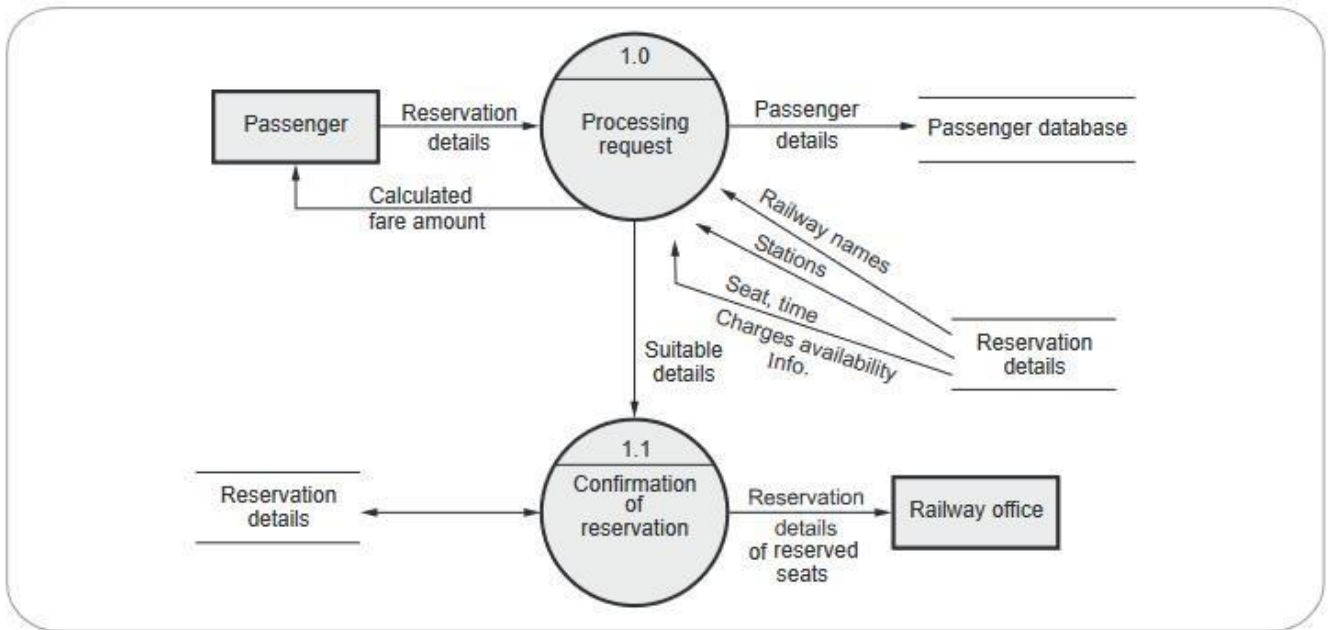 1.0
Processing
request
Passenger
Reservation
details
Passenger
details
Passenger database
Calculated
fare amount
Railway names
Stations
Seat, time
Charges availability
Info.
Reservation
details
Suitable
details
1.1
Confirmation
of
reservation
Reservation
details
Reservation
details
of reserved
seats
Railway office